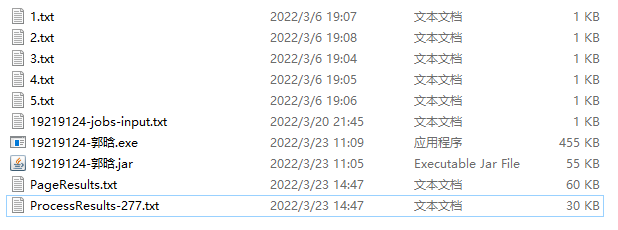 1.txt 2022/3/6 19:07 文本文档 1 KB
2.txt 2022/3/6 19:08 文本文档 1 KB
3.txt 2022/3/6 19:04 文本文档 1 KB
4.txt 2022/3/6 19:05 文本文档 1 KB
5.txt 2022/3/6 19:06 文本文档 1 KB
19219124-jobs-input.txt 2022/3/20 21:45 文本文档 1 KB
19219124-郭晗.exe 2022/3/23 11:09 应用程序 455 KB
19219124-郭晗.jar 2022/3/23 11:05 Executable Jar File 55 KB
PageResults.txt 2022/3/23 14:47 文本文档 60 KB
ProcessResults-277.txt 2022/3/23 14:47 文本文档 30 KB